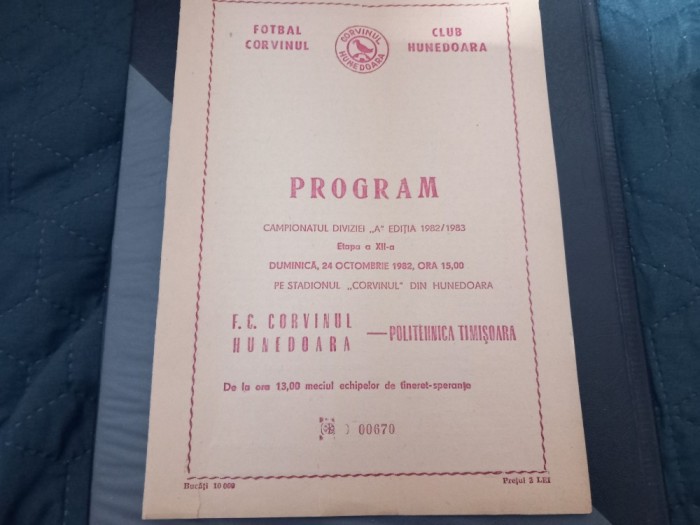 FOTBAL CLUB
CORVINUL HUNEDOARA
CORVINUL
HUNEDOARA
PROGRAM
CAMPIONATUL DIVIZIEI „A" EDIȚIA 1982/1983
Etapa a XII-a
DUMINICĂ, 24 OCTOMBRIE 1982, ORA 15,00
PE STADIONUL „CORVINUL" DIN HUNEDOARA
F.C. CORVINUL
HUNEDOARA
—POLITEHNICA TIMIȘOARA
De la ora 13,00 meciul echipelor de tineret-speranțe
00670
Bucăți 10 000
Prețul 2 LEI